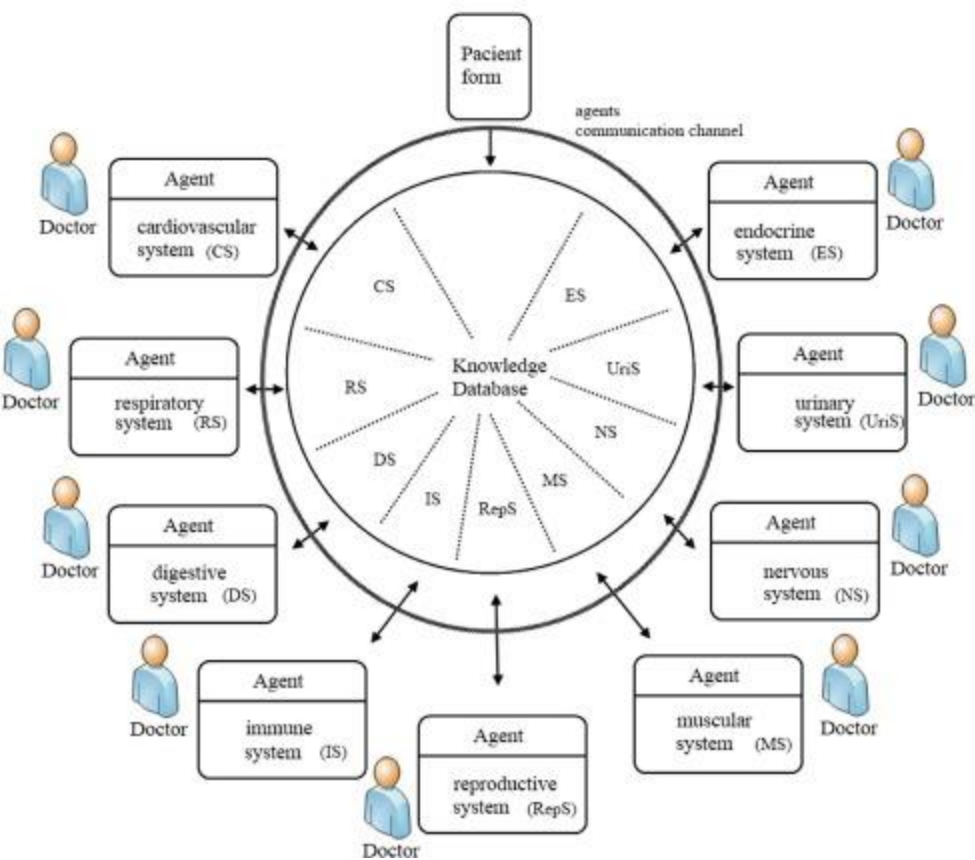 Pacient
form
agents
communication channel
Agent
cardiovascular
system (CS)
Doctor
Agent
endocrine
system (ES)
Doctor
Agent
respiratory
system (RS)
Doctor
Agent
urinary
system (UriS)
Doctor
Agent
digestive
system (DS)
Doctor
Agent
nervous
system (NS)
Doctor
Agent
immune
system (IS)
Doctor
Agent
muscular
system (MS)
Doctor
Agent
reproductive
system (RepS)
Doctor
CS
ES
RS
Knowledge
Database
UriS
DS
NS
IS
RepS
MS